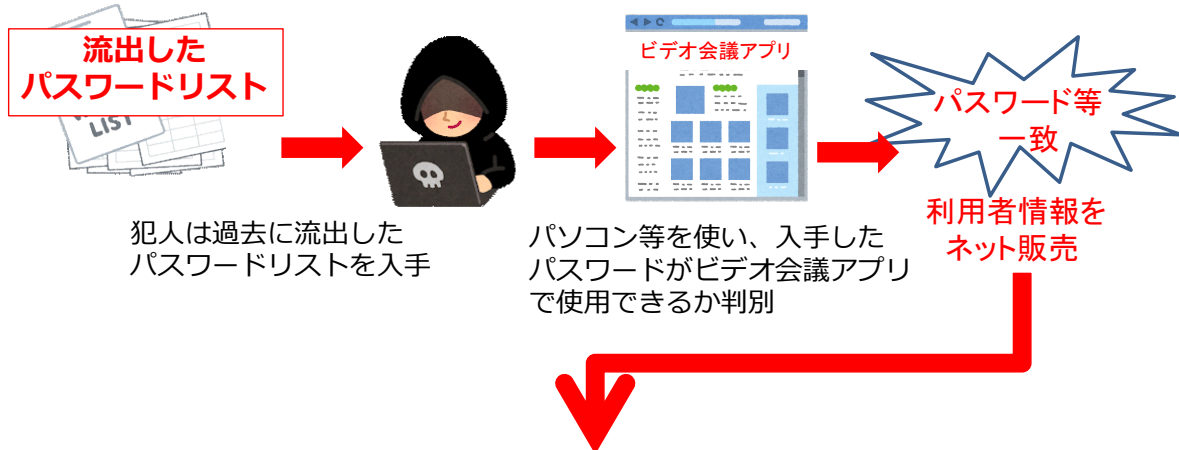 流出した
パスワードリスト
LIST
ビデオ会議アプリ
パスワード等
一致
犯人は過去に流出した
パスワードリストを入手
パソコン等を使い、入手した
パスワードがビデオ会議アプリ
で使用できるか判別
利用者情報を
ネット販売